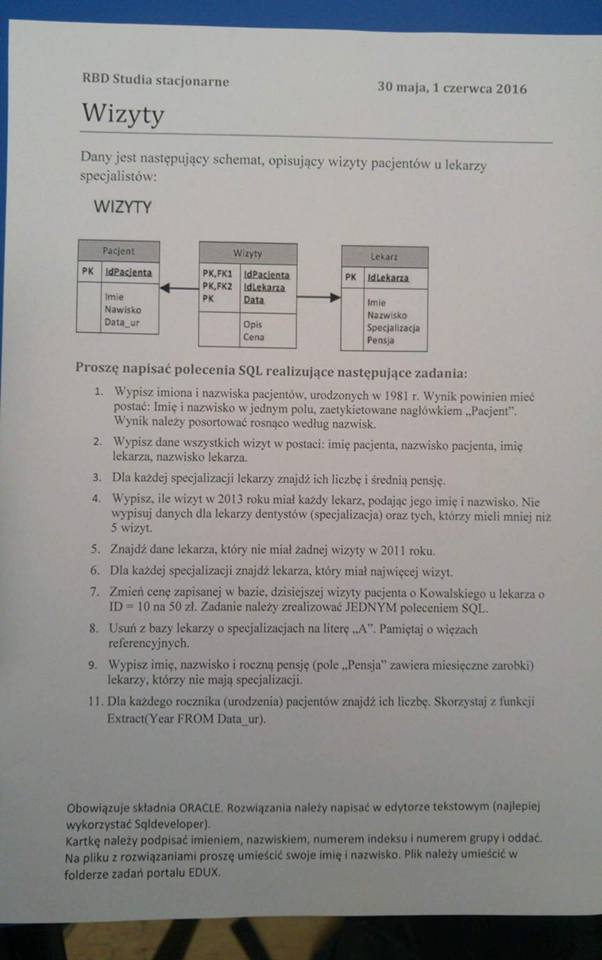 RBD Studia stacjonarne
30 maja, 1 czerwca 2016
Wizyty
Dany jest następujący schemat, opisujący wizyty pacjentów u lekarzy
specjalistów:
WIZYTY
Pacjent
PK IdPacjenta
Imie
Nawisko
Data_ur
Wizyty
PK,FK1 IdPacjenta
PK,FK2 IdLekarza
PK Data
Opis
Cena
Lekarz
PK IdLekarza
Imie
Nazwisko
Specjalizacja
Pensja
Proszę napisać polecenia SQL realizujące następujące zadania:
1. Wypisz imiona i nazwiska pacjentów, urodzonych w 1981 r. Wynik powinien mieć
postać: Imię i nazwisko w jednym polu, zaetykietowane nagłówkiem „Pacjent”.
Wynik należy posortować rosnąco według nazwisk.
2. Wypisz dane wszystkich wizyt w postaci: imię pacjenta, nazwisko pacjenta, imię
lekarza, nazwisko lekarza.
3. Dla każdej specjalizacji lekarzy znajdź ich liczbę i średnią pensję.
4. Wypisz, ile wizyt w 2013 roku miał każdy lekarz, podając jego imię i nazwisko. Nie
wypisuj danych dla lekarzy dentystów (specjalizacja) oraz tych, którzy mieli mniej niż
5 wizyt.
5. Znajdź dane lekarza, który nie miał żadnej wizyty w 2011 roku.
6. Dla każdej specjalizacji znajdź lekarza, który miał najwięcej wizyt.
7. Zmień cenę zapisanej w bazie, dzisiejszej wizyty pacjenta o Kowalskiego u lekarza o
ID = 10 na 50 zł. Zadanie należy zrealizować JEDNYM poleceniem SQL.
8. Usuń z bazy lekarzy o specjalizacjach na literę „A”. Pamiętaj o więzach
referencyjnych.
9. Wypisz imię, nazwisko i roczną pensję (pole „Pensja” zawiera miesięczne zarobki)
lekarzy, którzy nie mają specjalizacji.
11. Dla każdego rocznika (urodzenia) pacjentów znajdź ich liczbę. Skorzystaj z funkcji
Extract(Year FROM Data_ur).
Obowiązuje składnia ORACLE. Rozwiązania należy napisać w edytorze tekstowym (najlepiej
wykorzystać Sqldeveloper).
Kartkę należy podpisać imieniem, nazwiskiem, numerem indeksu i numerem grupy i oddać.
Na pliku z rozwiązaniami proszę umieścić swoje imię i nazwisko. Plik należy umieścić w
folderze zadań portalu EDUX.